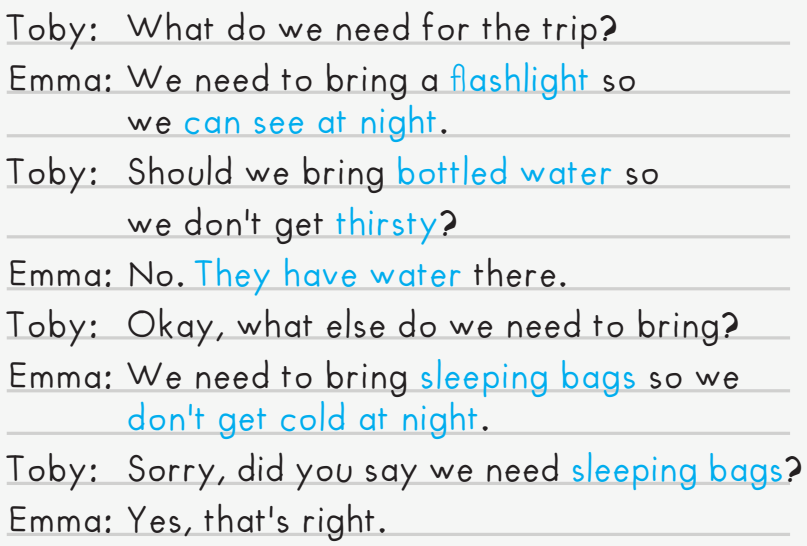 Toby: What do we need for the trip?
Emma: We need to bring a flashlight so
we can see at night.
Toby: Should we bring bottled water so
we don't get thirsty?
Emma: No. They have water there.
Toby: Okay, what else do we need to bring?
Emma: We need to bring sleeping bags so we
don't get cold at night.
Toby: Sorry, did you say we need sleeping bags?
Emma: Yes, that's right.